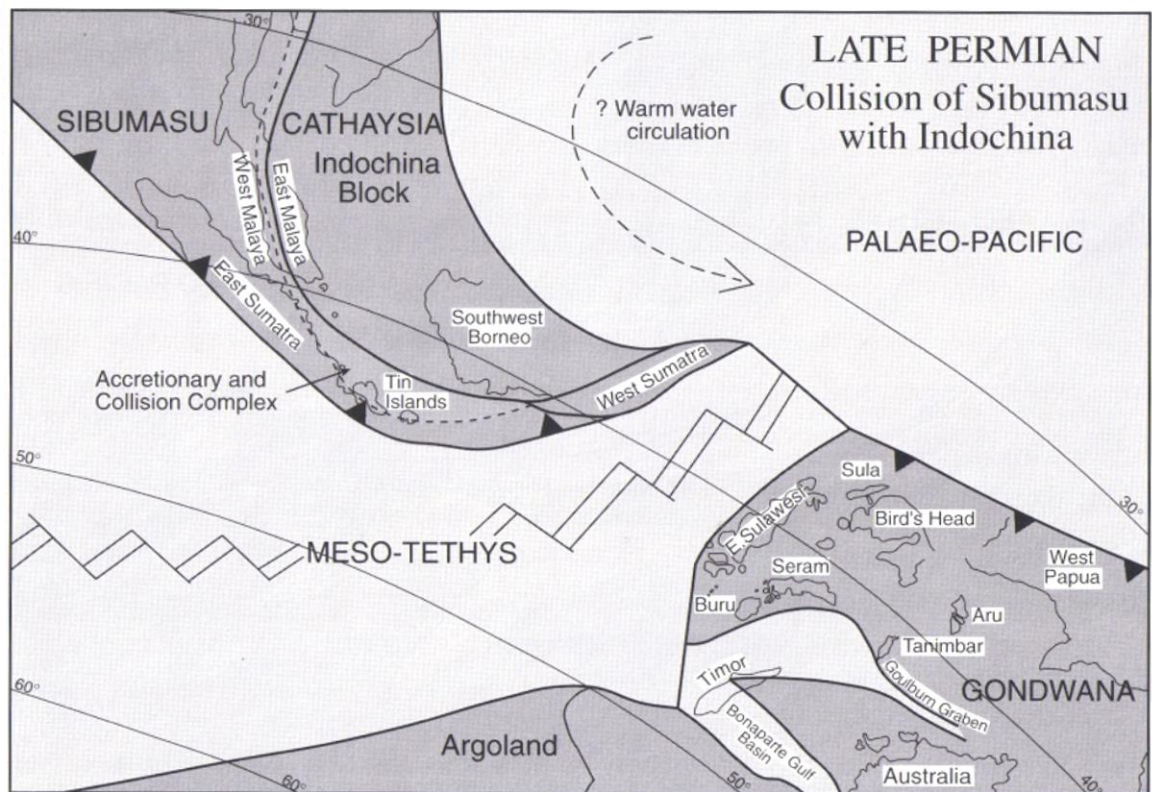 30°
LATE PERMIAN
Collision of Sibumasu
with Indochina
? Warm water
circulation
SIBUMASU
CATHAYSIA
Indochina
Block
West Malaya
East Malaya
PALAEO-PACIFIC
40°
East Sumatra
Southwest
Borneo
West Sumatra
Accretionary and
Collision Complex
Tin
Islands
50°
Sula
30°
E. Sulawesi
Bird's Head
MESO-TETHYS
West
Papua
Seram
Buru
Aru
Tanimbar
Timor
60°
Goulburn Graben
GONDWANA
Bonaparte Gulf
Basin
Argoland
Australia
60°
50°
40°